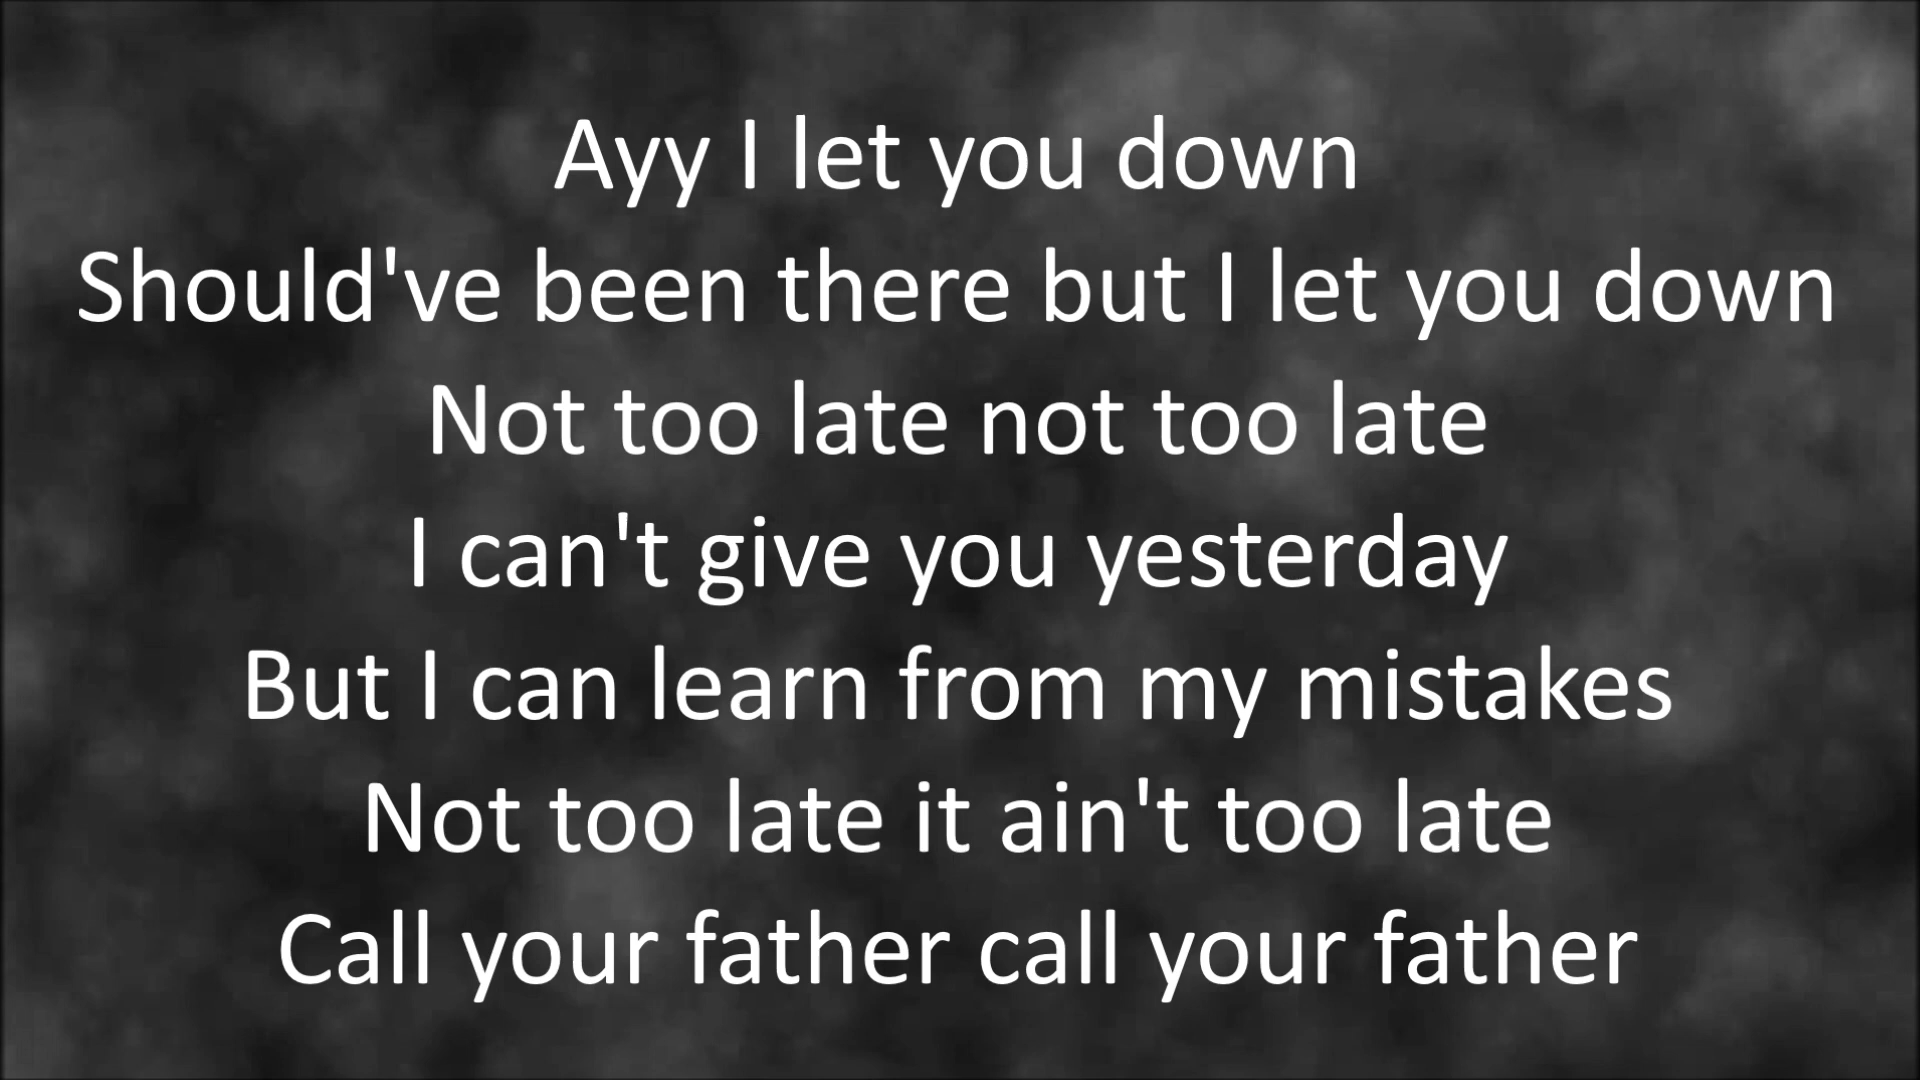 Ayy I let you down
Should've been there but I let you down
Not too late not too late
I can't give you yesterday
But I can learn from my mistakes
Not too late it ain't too late
Call your father call your father